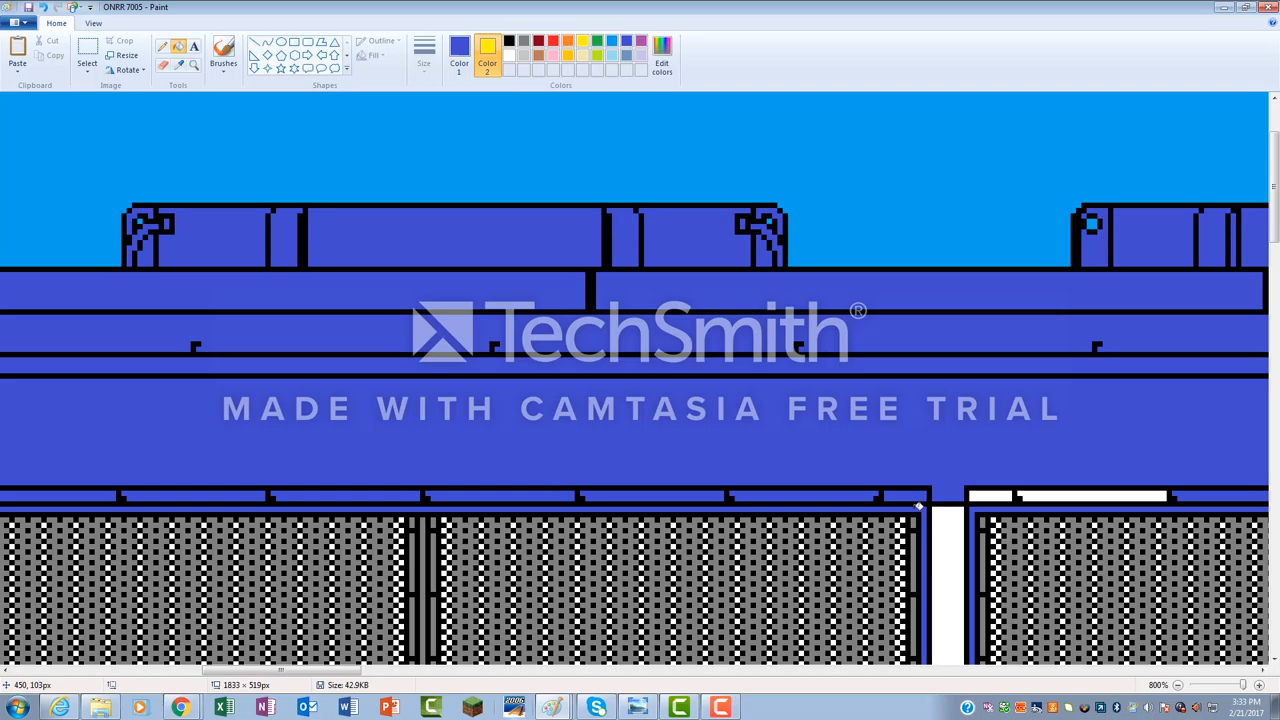 ONRR 7005 - Paint
Home View
Paste
Cut
Copy
Clipboard
Select
Crop
Resize
Rotate
Image
A
Tools
Brushes
Outline
Fill
Shapes
Size
Color 1
Color 2
Edit colors
Colors
TechSmith®
MADE WITH CAMTASIA FREE TRIAL
450, 103px
1833 × 519px
Size: 42.9KB
800%
2006
3:33 PM
2/21/2017